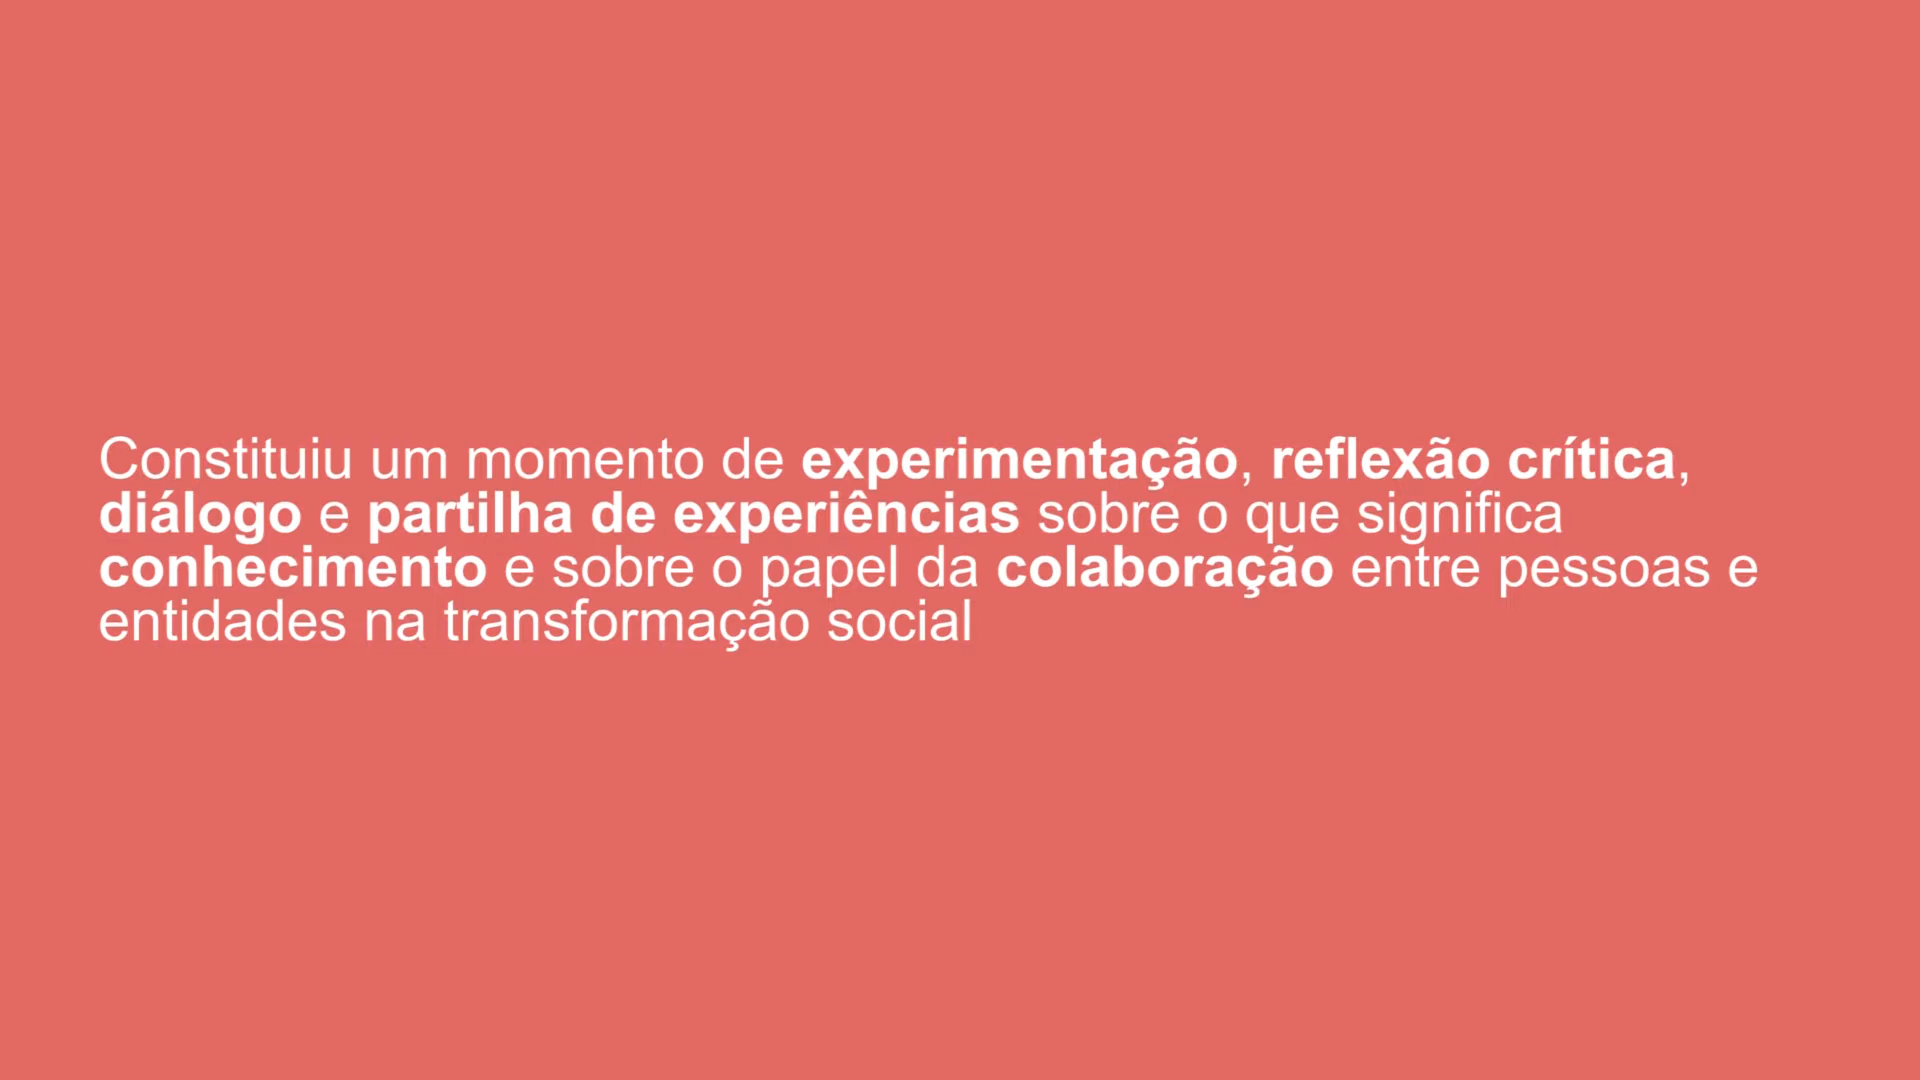 Constituiu um momento de experimentação, reflexão crítica,
diálogo e partilha de experiências sobre o que significa
conhecimento e sobre o papel da colaboração entre pessoas e
entidades na transformação social